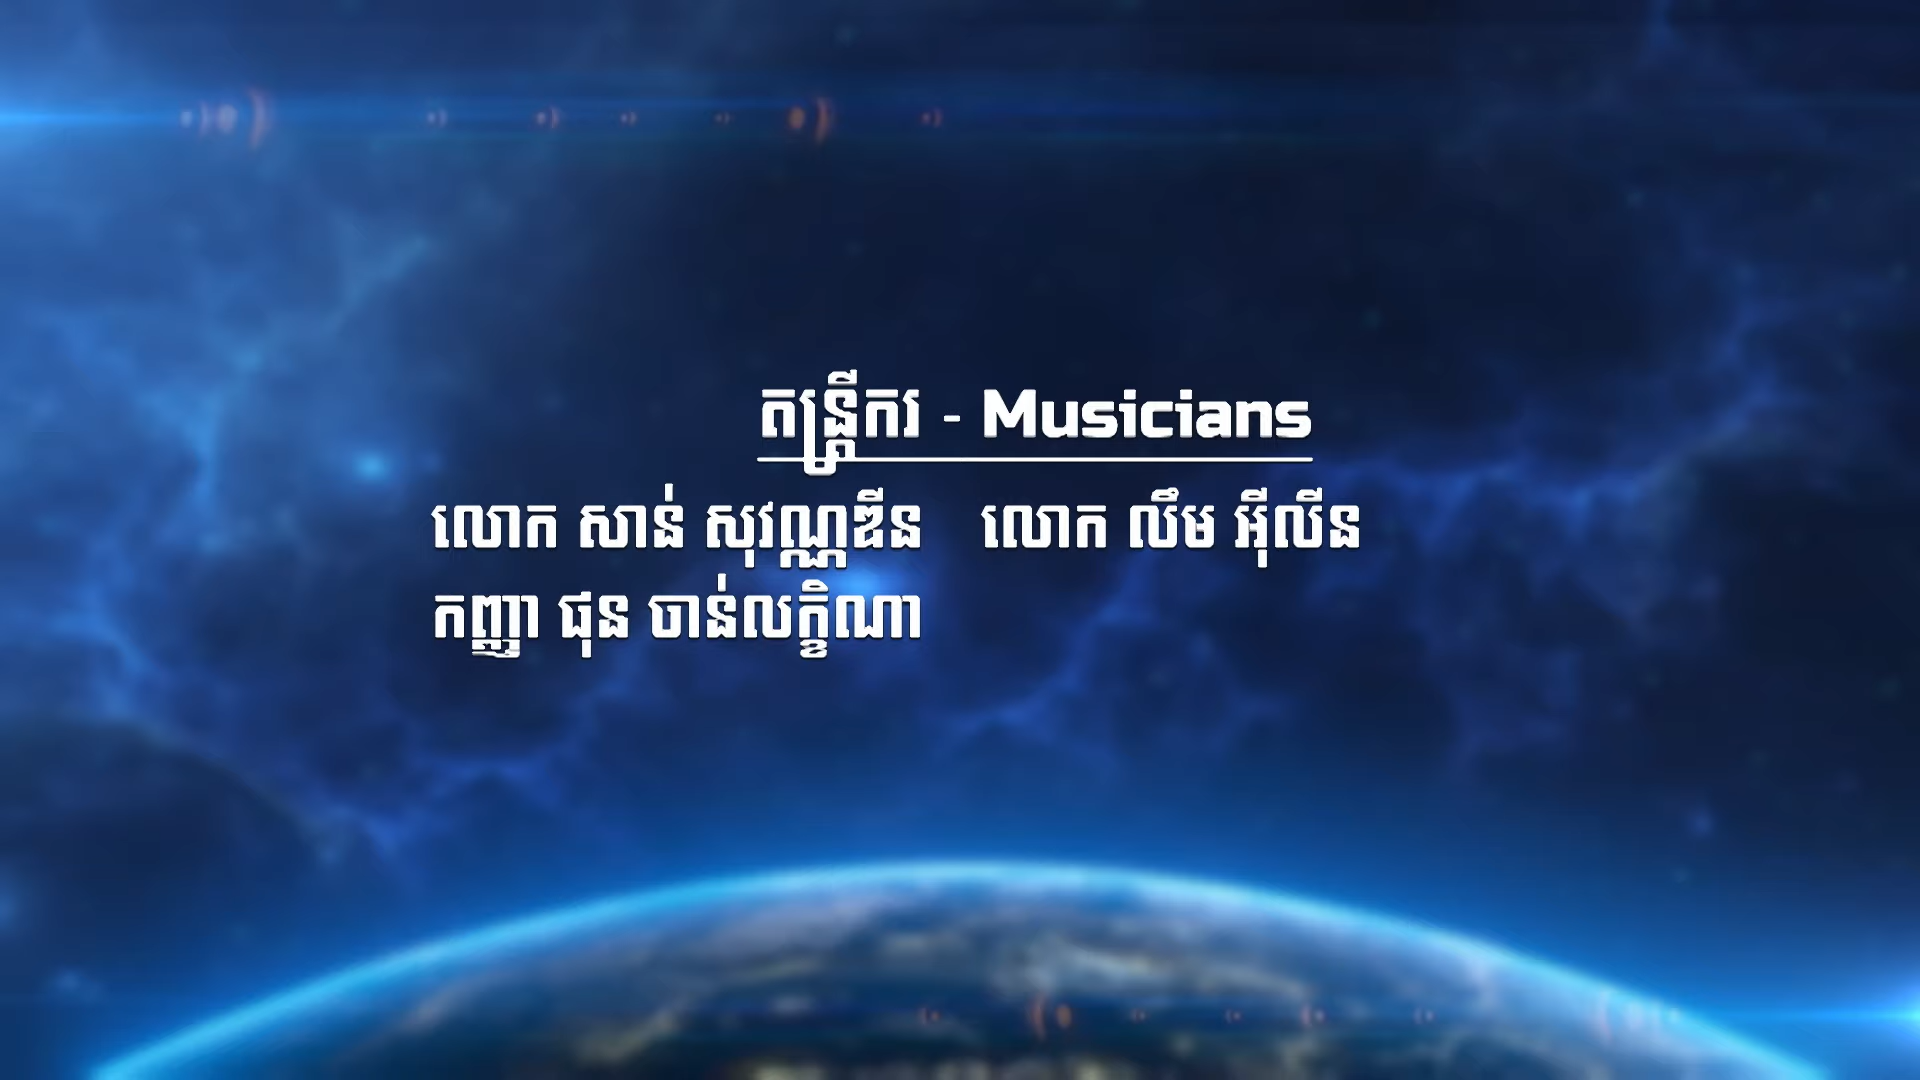 តន្ត្រីករ - Musicians
លោក សាន់ សុវណ្ណឌីន លោក លឹម អ៊ីលីន
កញ្ញា ជុន ចាន់លក្ខិណា